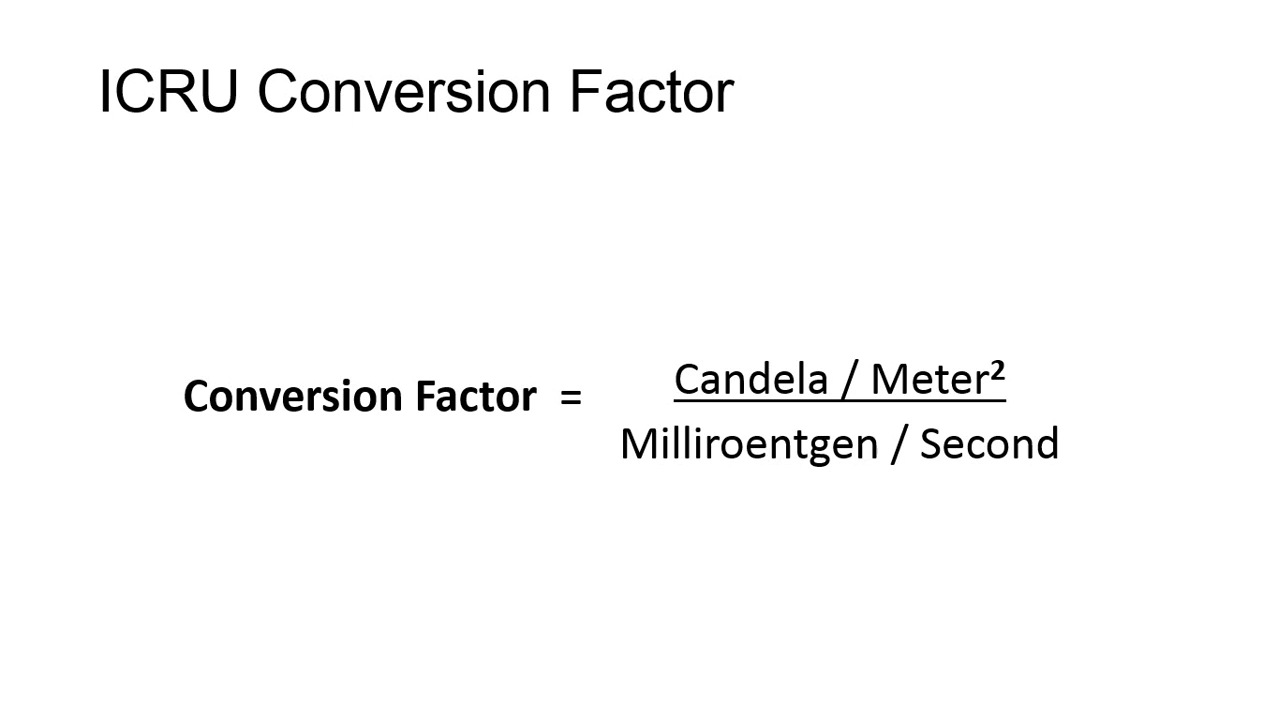 ICRU Conversion Factor
Conversion Factor =
Candela / Meter²
Milliroentgen / Second